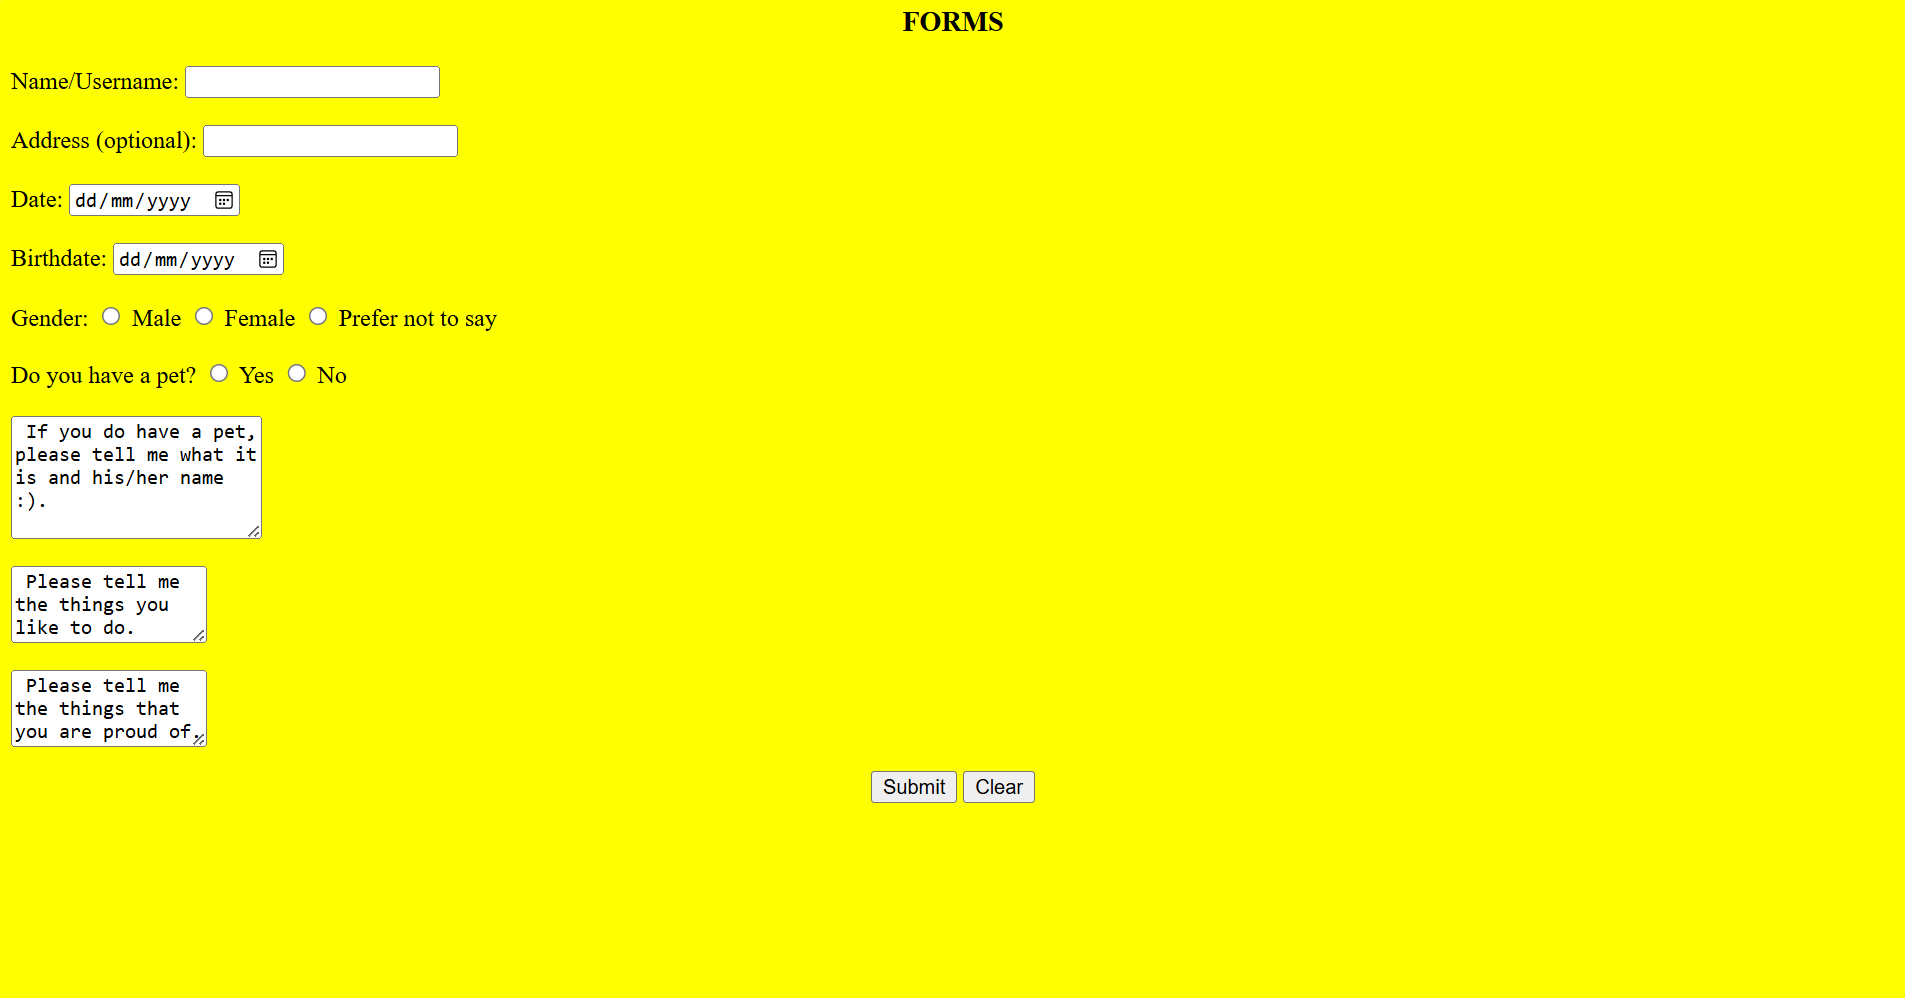 FORMS
Name/Username:
Address (optional):
Date: dd/mm/yyyy
Birthdate: dd/mm/yyyy
Gender: Male Female Prefer not to say
Do you have a pet? Yes No
If you do have a pet,
please tell me what it
is and his/her name
:).
Please tell me
the things you
like to do.
Please tell me
the things that
you are proud of.
Submit Clear